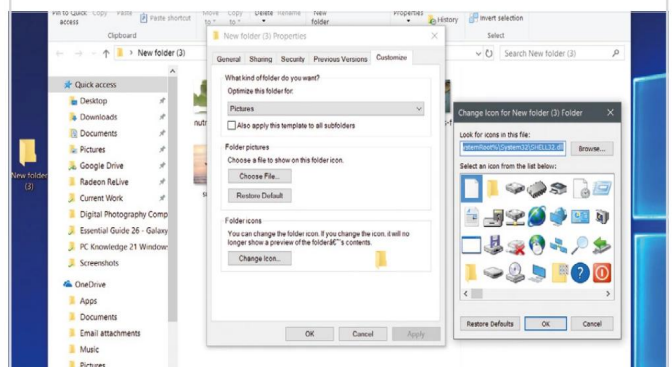 Pin to Quick access
Copy
Paste
Paste shortcut
Move to
Copy to
Delete
Rename
New folder
Properties
History
Invert selection
Clipboard
Select
New folder (3)
Search New folder (3)
Quick access
Desktop
Downloads
Documents
Pictures
Google Drive
Radeon ReLive
Current Work
Digital Photography Comp
Essential Guide 26 - Galaxy
PC Knowledge 21 Window
Screenshots
OneDrive
Apps
Documents
Email attachments
Music
Pictures
New folder
(3)
nutr
New folder (3) Properties
General
Sharing
Security
Previous Versions
Customize
What kind of folder do you want?
Optimize this folder for:
Pictures
Also apply this template to all subfolders
Folder pictures
Choose a file to show on this folder icon.
Choose File...
Restore Default
Folder icons
You can change the folder icon. If you change the icon, it will no
longer show a preview of the folderâ€™s contents.
Change Icon...
OK
Cancel
Apply
Change Icon for New folder (3) Folder
Look for icons in this file:
stemRoot%\System32\SHELL32.dll
Browse...
Select an icon from the list below:
Restore Defaults
OK
Cancel